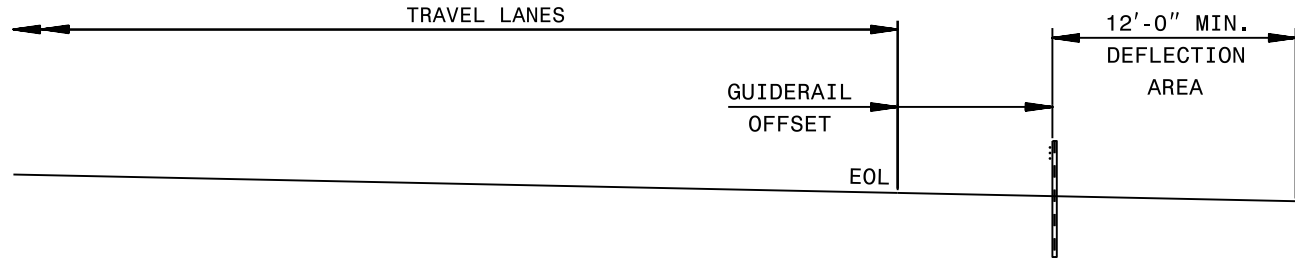 TRAVEL LANES
12'-0" MIN.
DEFLECTION
AREA
GUIDERAIL
OFFSET
EOL